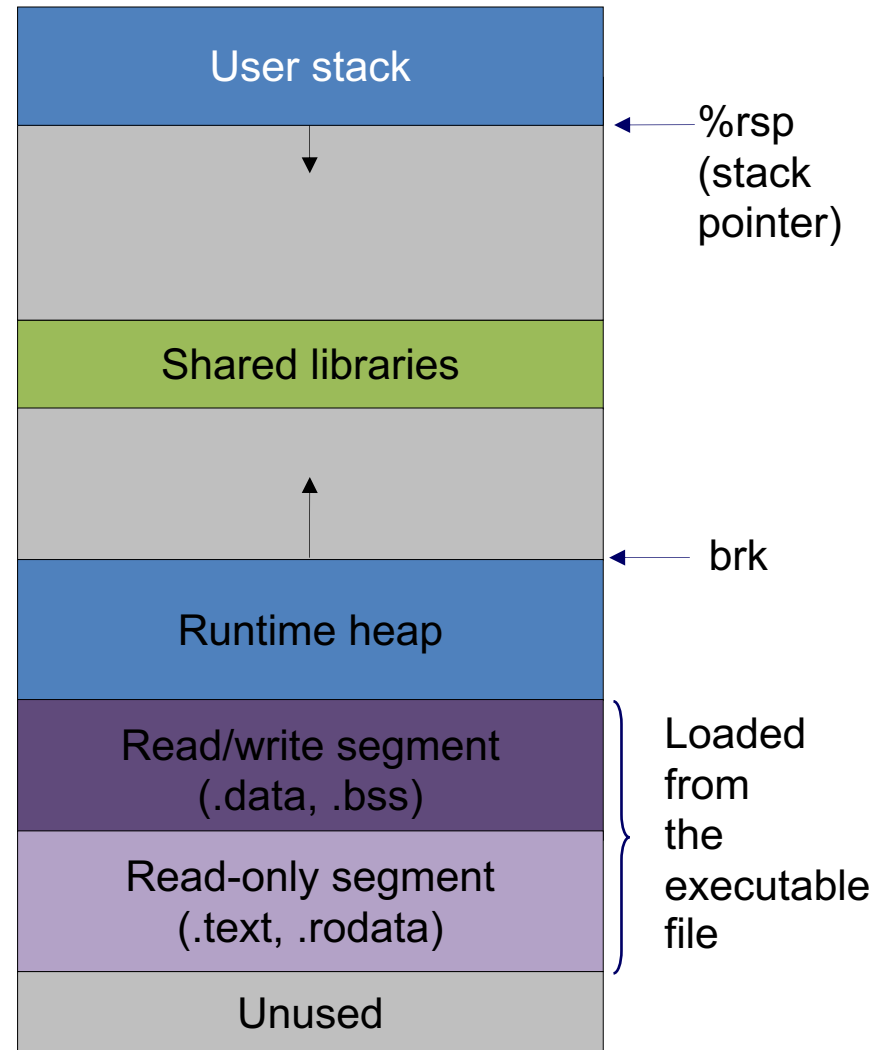 User stack
%rsp
(stack
pointer)
Shared libraries
brk
Runtime heap
Read/write segment
(.data, .bss)
Loaded
from
the
executable
file
Read-only segment
(.text, .rodata)
Unused